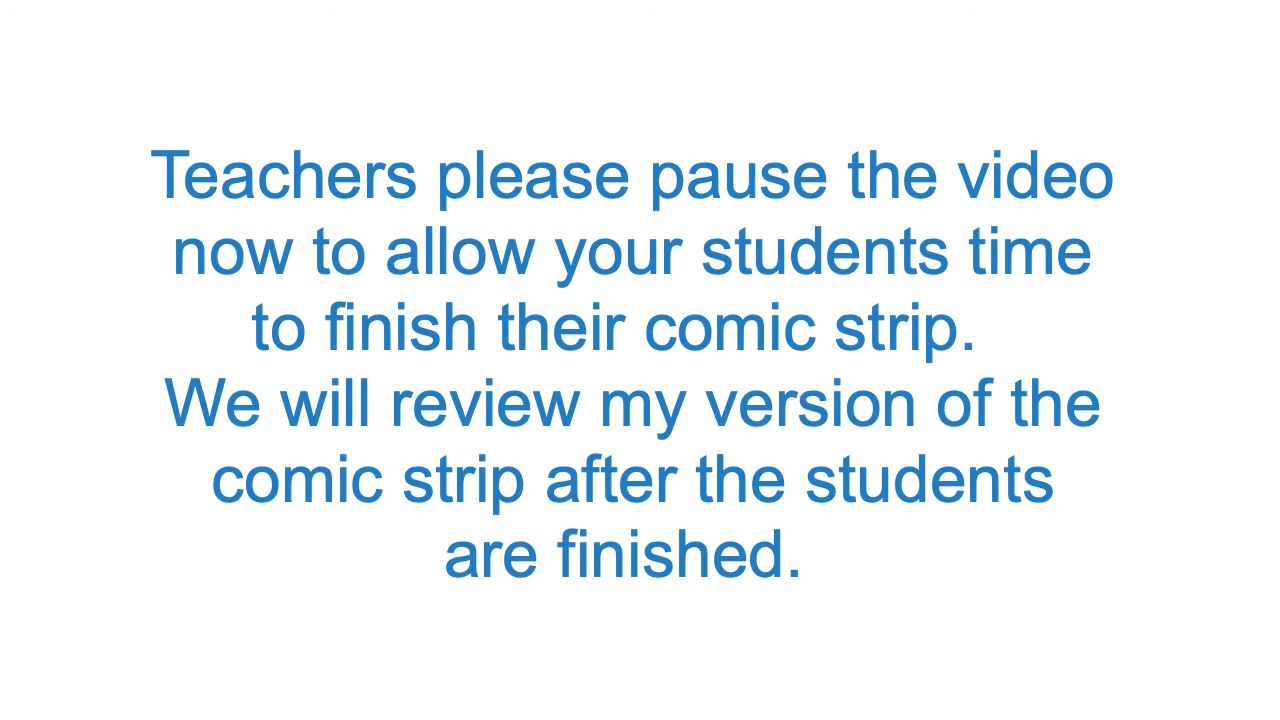 Teachers please pause the video
now to allow your students time
to finish their comic strip.
We will review my version of the
comic strip after the students
are finished.